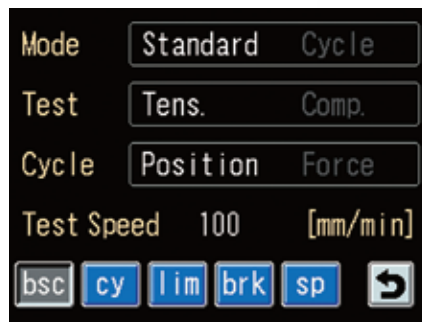 Mode Standard Cycle
Test Tens. Comp.
Cycle Position Force
Test Speed 100 [mm/min]
bsc cy lim brk sp